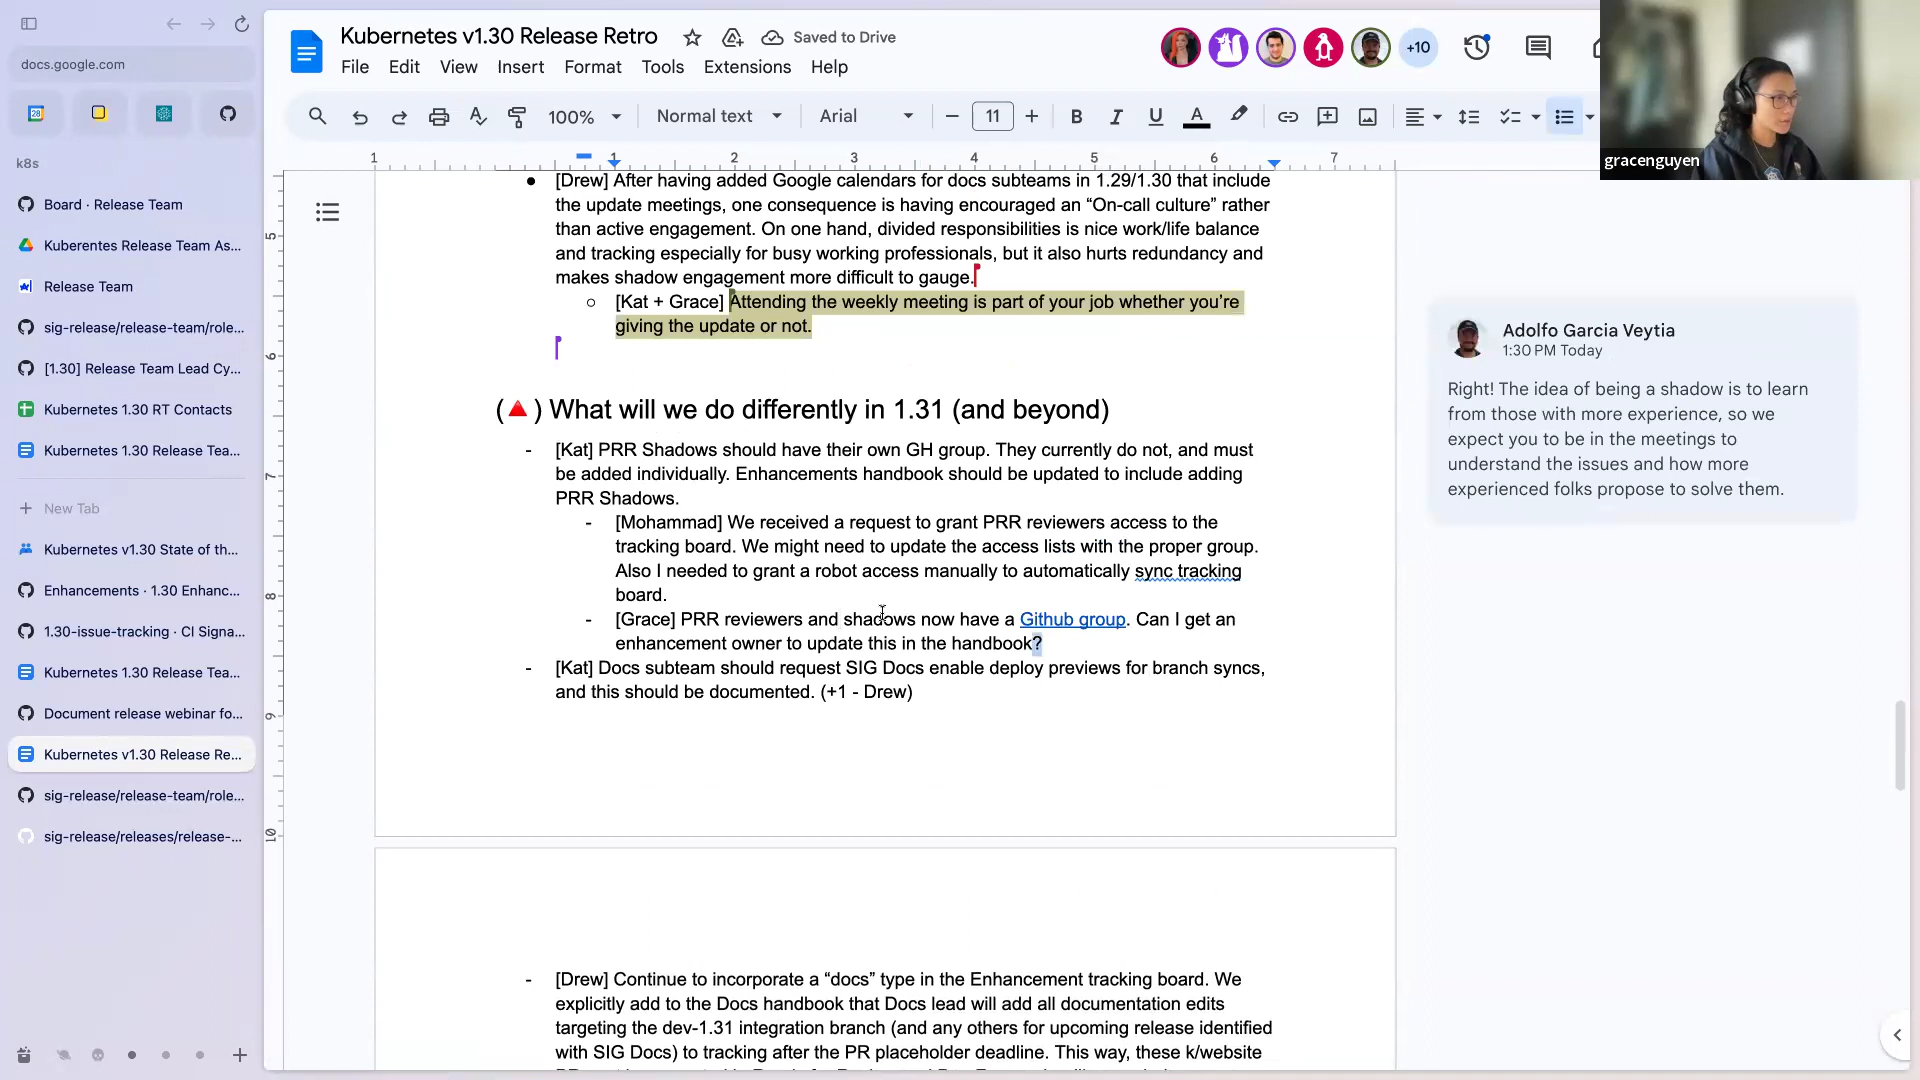 docs.google.com
28
k8s
Board · Release Team
Kuberentes Release Team As...
Release Team
sig-release/release-team/role...
[1.30] Release Team Lead Cy...
Kubernetes 1.30 RT Contacts
Kubernetes 1.30 Release Tea...
New Tab
Kubernetes v1.30 State of th...
Enhancements · 1.30 Enhanc...
1.30-issue-tracking · CI Signa...
Kubernetes 1.30 Release Tea...
Document release webinar fo...
Kubernetes v1.30 Release Re...
sig-release/release-team/role...
sig-release/releases/release-...
Kubernetes v1.30 Release Retro
Saved to Drive
File Edit View Insert Format Tools Extensions Help
+10
100% Normal text Arial 11 B I U A
1 1 2 3 4 5 6 7
5
6
7
8
9
10
[Drew] After having added Google calendars for docs subteams in 1.29/1.30 that include
the update meetings, one consequence is having encouraged an “On-call culture” rather
than active engagement. On one hand, divided responsibilities is nice work/life balance
and tracking especially for busy working professionals, but it also hurts redundancy and
makes shadow engagement more difficult to gauge.
[Kat + Grace] Attending the weekly meeting is part of your job whether you’re
giving the update or not.
(🔺) What will we do differently in 1.31 (and beyond)
- [Kat] PRR Shadows should have their own GH group. They currently do not, and must
be added individually. Enhancements handbook should be updated to include adding
PRR Shadows.
- [Mohammad] We received a request to grant PRR reviewers access to the
tracking board. We might need to update the access lists with the proper group.
Also I needed to grant a robot access manually to automatically sync tracking
board.
- [Grace] PRR reviewers and shadows now have a Github group. Can I get an
enhancement owner to update this in the handbook?
- [Kat] Docs subteam should request SIG Docs enable deploy previews for branch syncs,
and this should be documented. (+1 - Drew)
- [Drew] Continue to incorporate a “docs” type in the Enhancement tracking board. We
explicitly add to the Docs handbook that Docs lead will add all documentation edits
targeting the dev-1.31 integration branch (and any others for upcoming release identified
with SIG Docs) to tracking after the PR placeholder deadline. This way, these k/website
Adolfo Garcia Veytia
1:30 PM Today
Right! The idea of being a shadow is to learn
from those with more experience, so we
expect you to be in the meetings to
understand the issues and how more
experienced folks propose to solve them.
gracenguyen